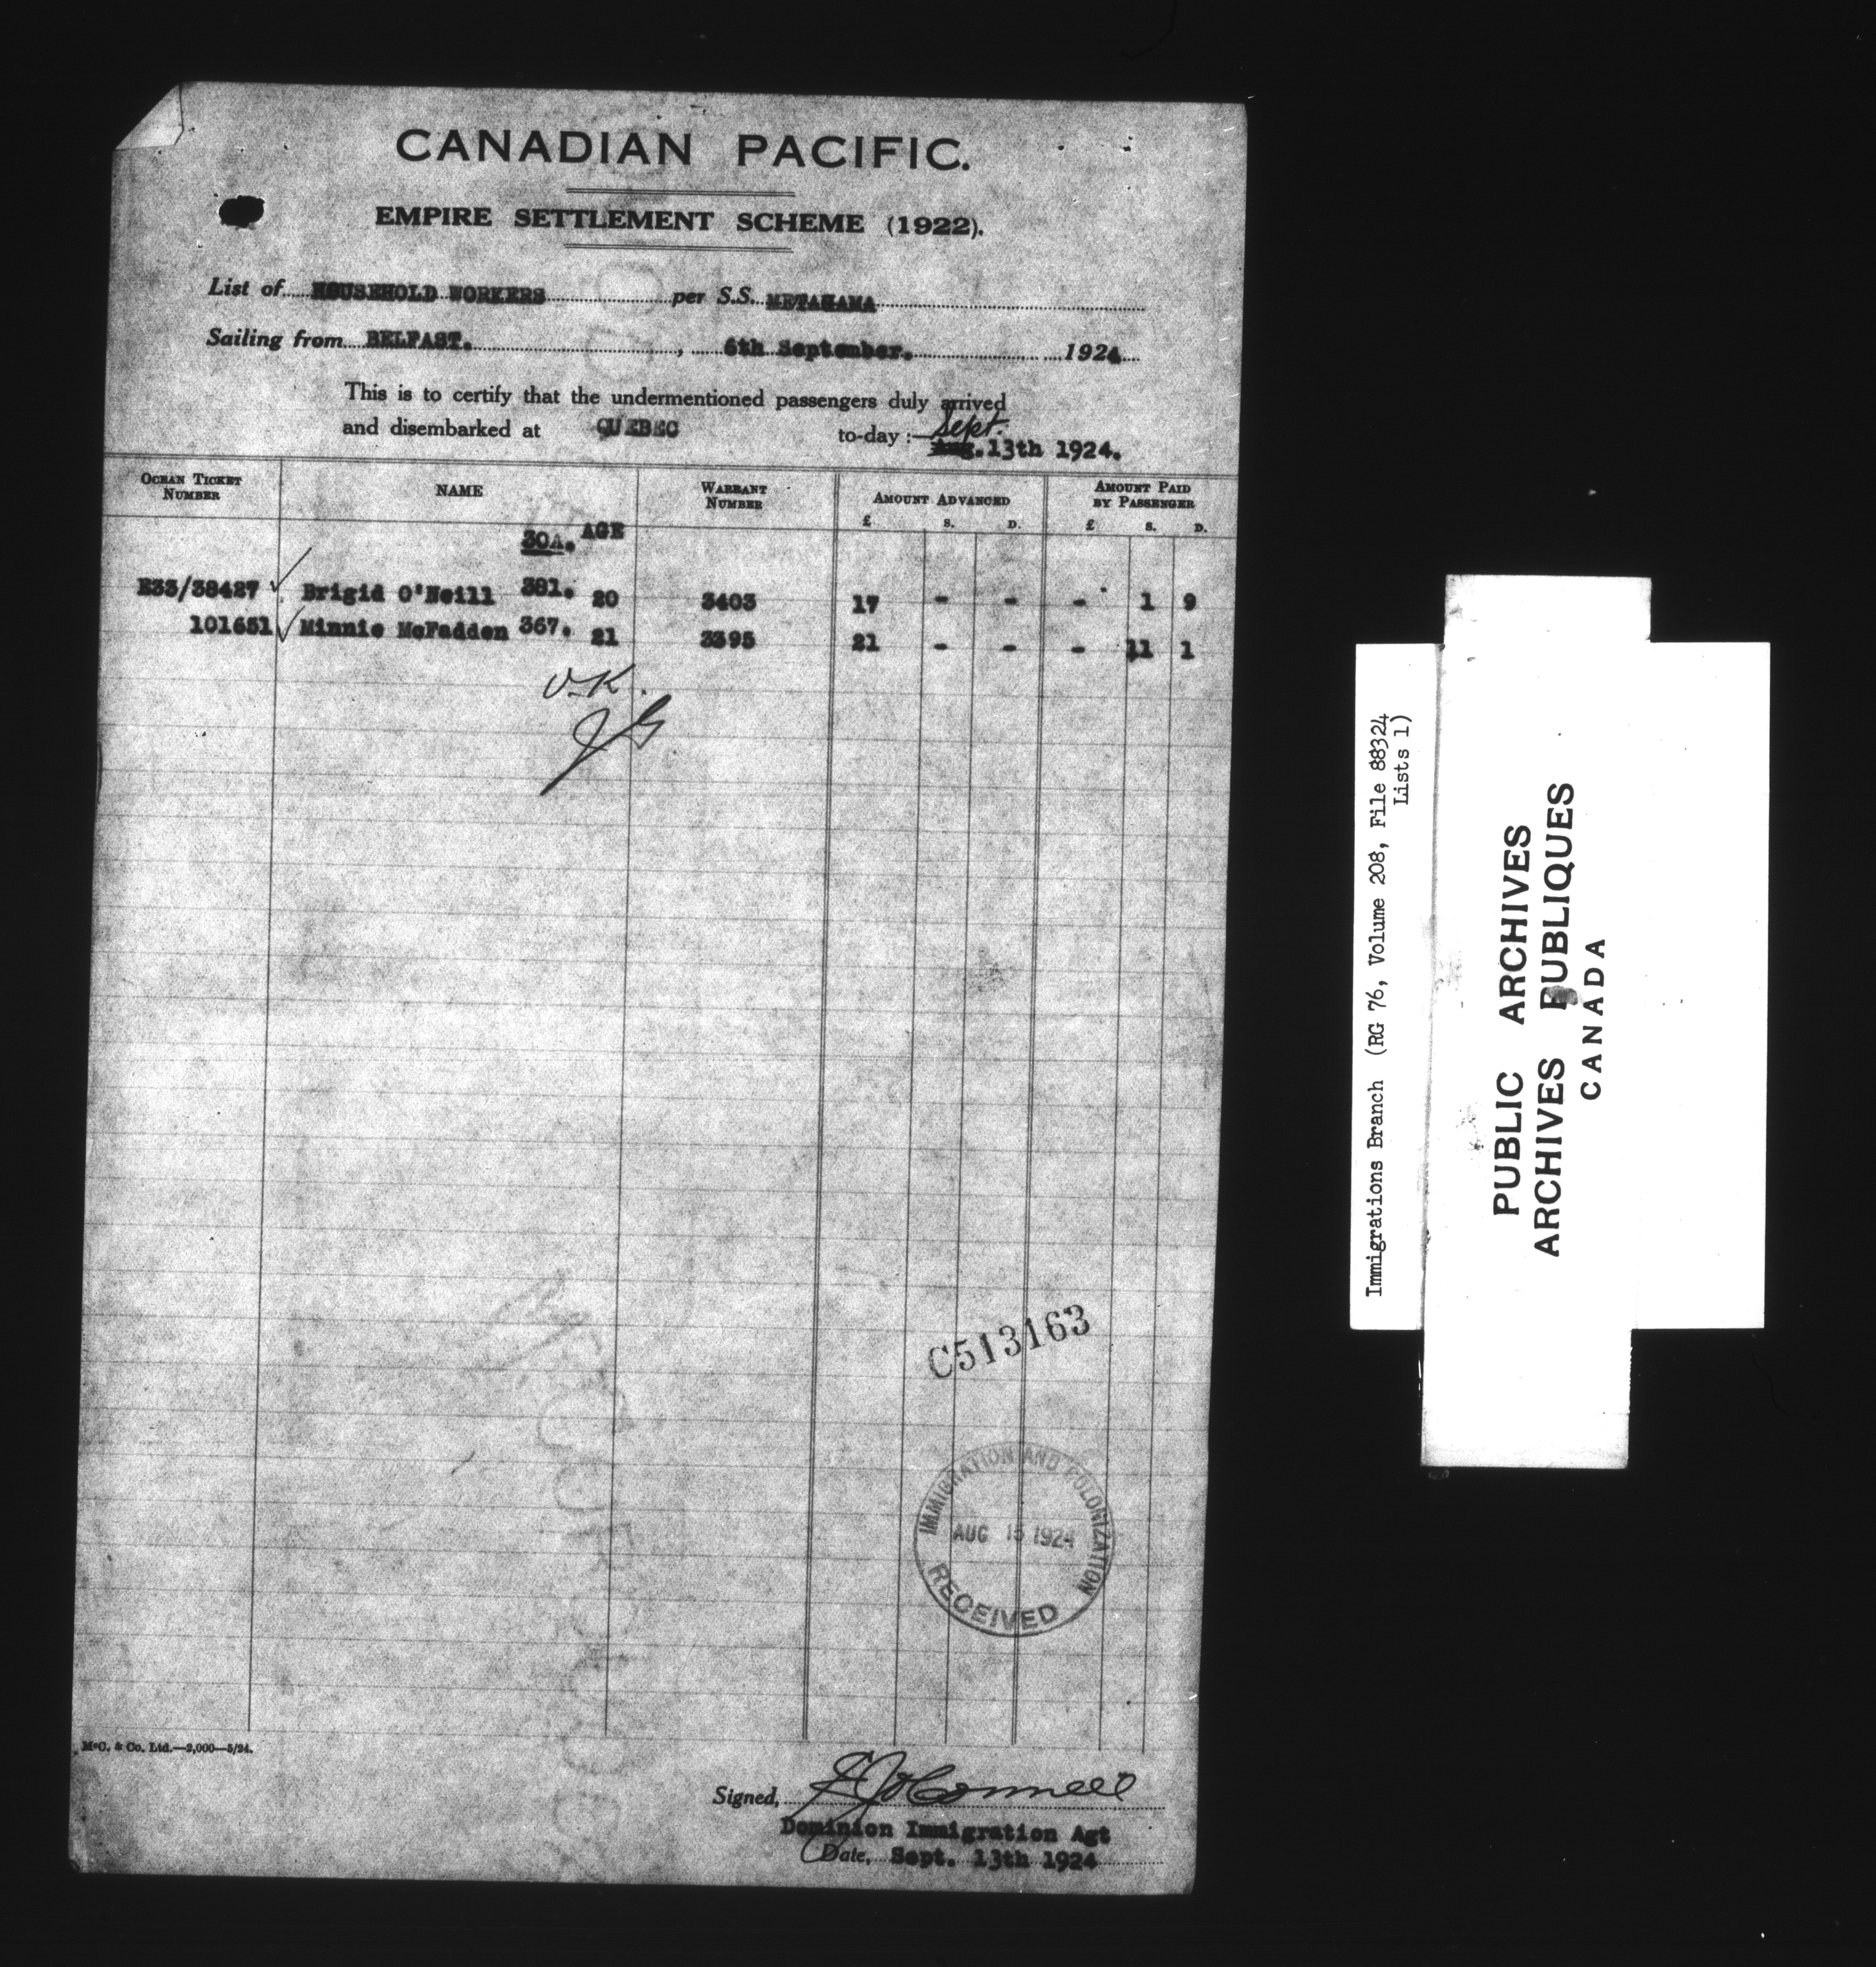 CANADIAN PACIFIC.
EMPIRE SETTLEMENT SCHEME (1922).
List of HOUSEHOLD WORKERS per S.S. METAGAMA
Sailing from BELFAST. , 6th September. 1924
This is to certify that the undermentioned passengers duly arrived
and disembarked at QUEBEC to-day :— Sept.
Aug. 13th 1924.
OCEAN TICKET NUMBER NAME WARRANT NUMBER AMOUNT ADVANCED AMOUNT PAID BY PASSENGER
£ S. D. £ S. D.
30A. AGE
E33/38427 Brigid O'Neill 381. 20 3403 17 - - - 1 9
101651 Minnie McFadden 367. 21 3395 21 - - - 11 1
O.K.
JG
C513163
IMMIGRATION AND COLONIZATION
AUG 15 1924
RECEIVED
McC. & Co. Ltd.—2,000—5/24.
Signed,
Dominion Immigration Agt
Date, Sept. 13th 1924
Immigrations Branch (RG 76, Volume 208, File 88324
Lists 1)
PUBLIC ARCHIVES
ARCHIVES PUBLIQUES
CANADA